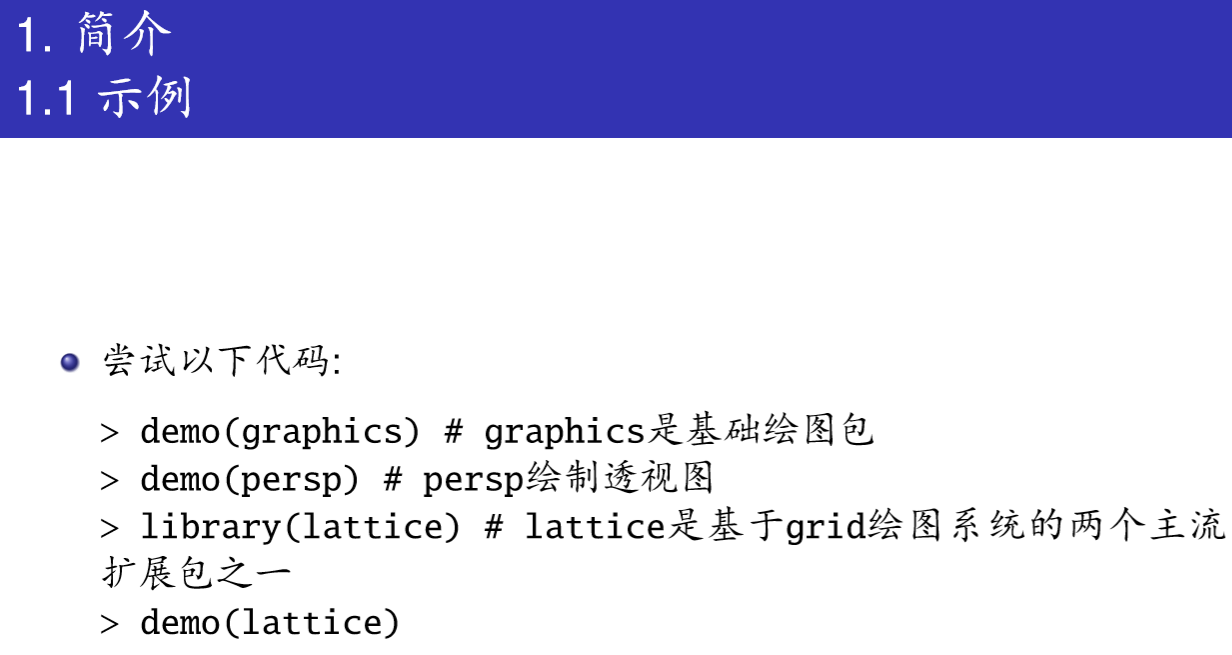 1. 简介
1.1 示例
尝试以下代码:
> demo(graphics) # graphics是基础绘图包
> demo(persp) # persp绘制透视图
> library(lattice) # lattice是基于grid绘图系统的两个主流
扩展包之一
> demo(lattice)